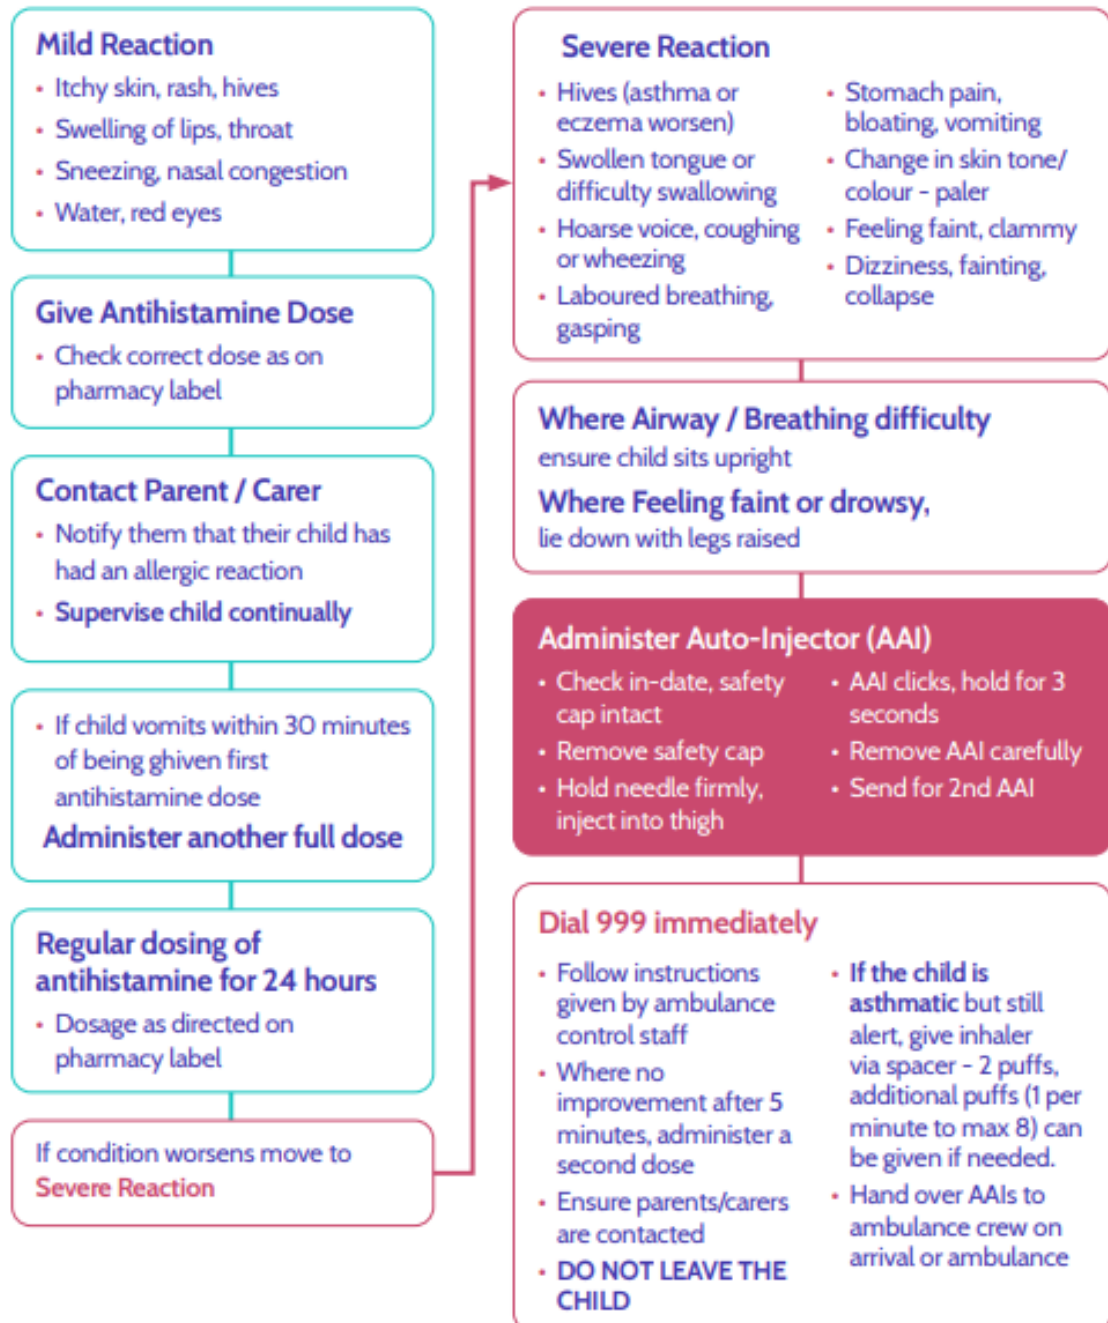 Mild Reaction
• Itchy skin, rash, hives
• Swelling of lips, throat
• Sneezing, nasal congestion
• Water, red eyes
Give Antihistamine Dose
• Check correct dose as on
pharmacy label
Contact Parent / Carer
• Notify them that their child has
had an allergic reaction
• Supervise child continually
• If child vomits within 30 minutes
of being ghiven first
antihistamine dose
Administer another full dose
Regular dosing of
antihistamine for 24 hours
• Dosage as directed on
pharmacy label
If condition worsens move to
Severe Reaction
Severe Reaction
• Hives (asthma or
eczema worsen)
• Swollen tongue or
difficulty swallowing
• Hoarse voice, coughing
or wheezing
• Laboured breathing,
gasping
• Stomach pain,
bloating, vomiting
• Change in skin tone/
colour - paler
• Feeling faint, clammy
• Dizziness, fainting,
collapse
Where Airway / Breathing difficulty
ensure child sits upright
Where Feeling faint or drowsy,
lie down with legs raised
Administer Auto-Injector (AAI)
• Check in-date, safety
cap intact
• Remove safety cap
• Hold needle firmly,
inject into thigh
• AAI clicks, hold for 3
seconds
• Remove AAI carefully
• Send for 2nd AAI
Dial 999 immediately
• Follow instructions
given by ambulance
control staff
• Where no
improvement after 5
minutes, administer a
second dose
• Ensure parents/carers
are contacted
• DO NOT LEAVE THE
CHILD
• If the child is
asthmatic but still
alert, give inhaler
via spacer - 2 puffs,
additional puffs (1 per
minute to max 8) can
be given if needed.
• Hand over AAIs to
ambulance crew on
arrival or ambulance